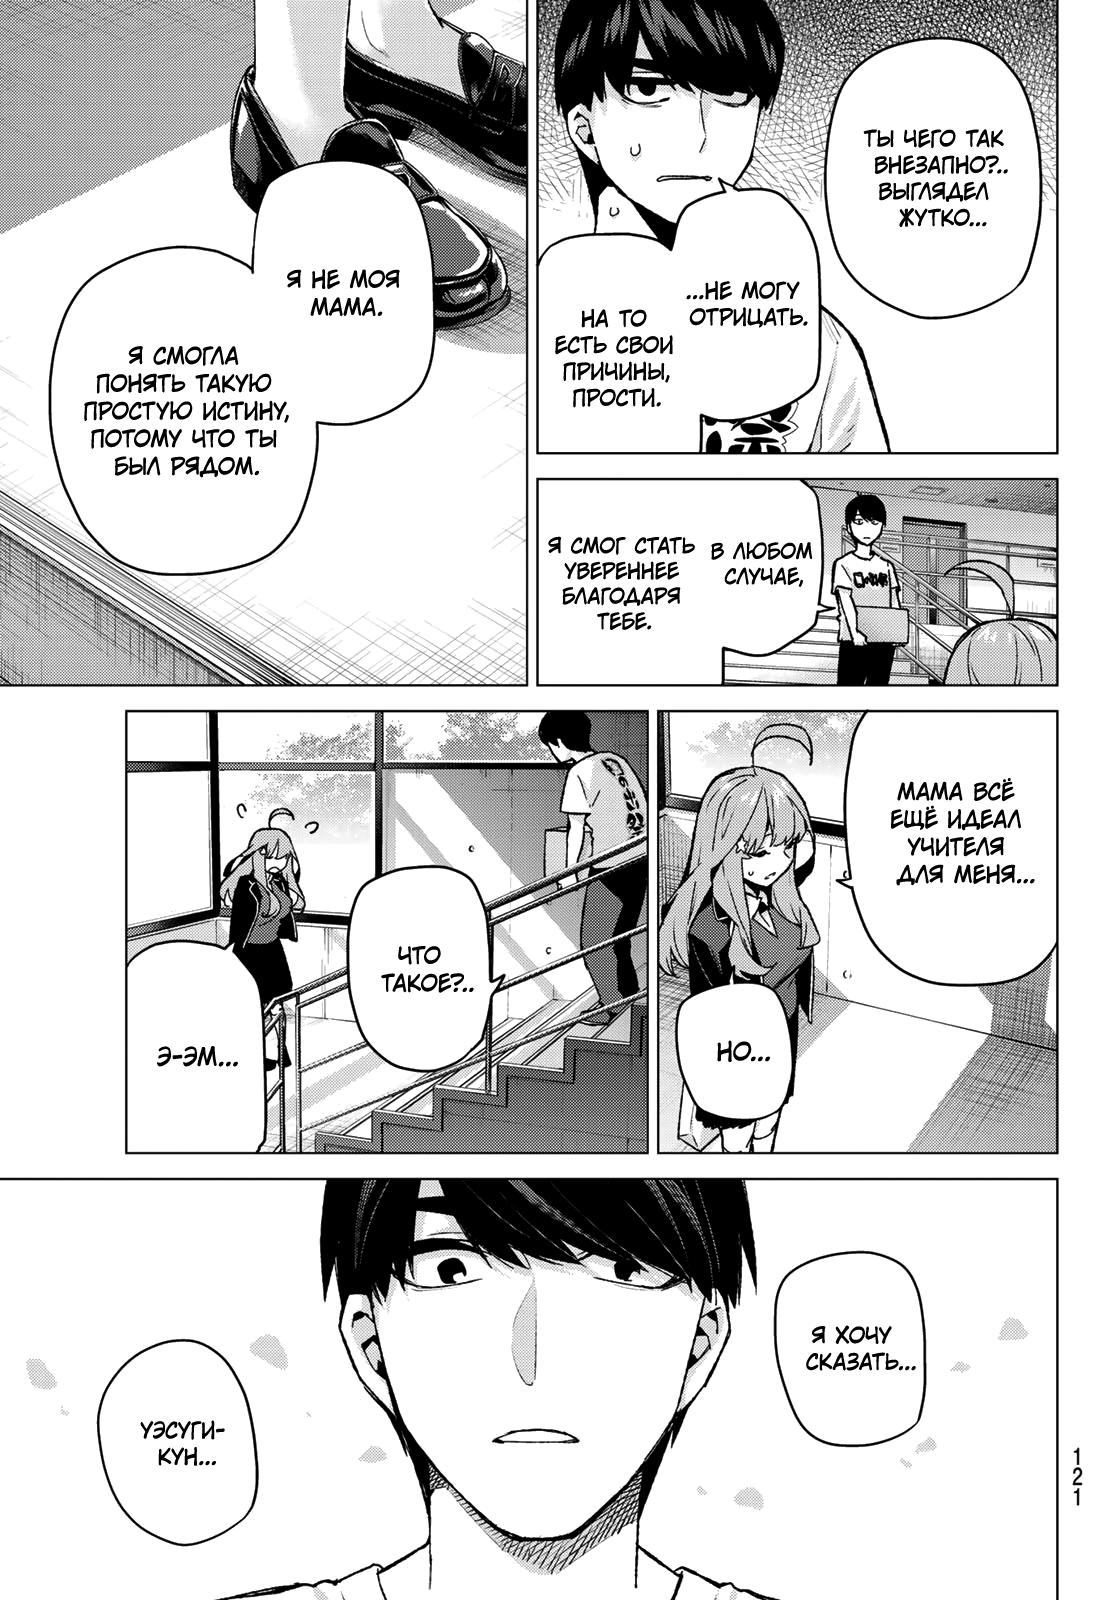 ТЫ ЧЕГО ТАК
ВНЕЗАПНО?..
ВЫГЛЯДЕЛ
ЖУТКО...
...НЕ МОГУ
ОТРИЦАТЬ.
НА ТО
ЕСТЬ СВОИ
ПРИЧИНЫ,
ПРОСТИ.
Я НЕ МОЯ
МАМА.
Я СМОГЛА
ПОНЯТЬ ТАКУЮ
ПРОСТУЮ ИСТИНУ,
ПОТОМУ ЧТО ТЫ
БЫЛ РЯДОМ.
В ЛЮБОМ
СЛУЧАЕ,
Я СМОГ СТАТЬ
УВЕРЕННЕЕ
БЛАГОДАРЯ
ТЕБЕ.
МАМА ВСЁ
ЕЩЁ ИДЕАЛ
УЧИТЕЛЯ
ДЛЯ МЕНЯ...
НО...
ЧТО
ТАКОЕ?..
Э-ЭМ...
Я ХОЧУ
СКАЗАТЬ...
УЭСУГИ-
КУН...
121